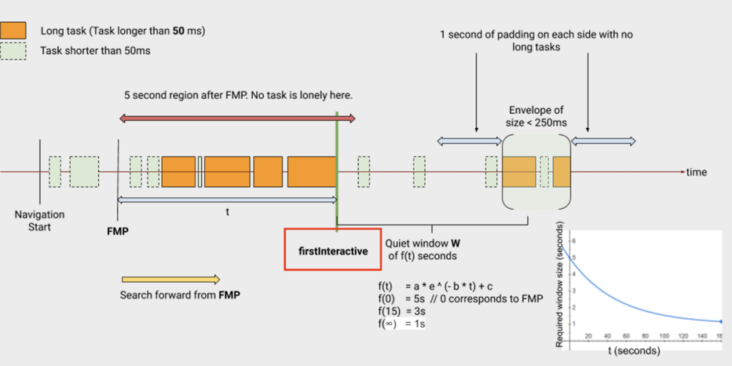 Long task (Task longer than 50 ms)
Task shorter than 50ms
1 second of padding on each side with no
long tasks
5 second region after FMP. No task is lonely here.
Envelope of
size < 250ms
time
Navigation
Start
FMP
t
firstInteractive
Quiet window W
of f(t) seconds
Search forward from FMP
f(t) = a * e ^ (- b * t) + c
f(0) = 5s // 0 corresponds to FMP
f(15) = 3s
f(∞) = 1s
Required window size (seconds)
6
5
4
3
2
1
20 40 60 80 100 120 140
t (seconds)